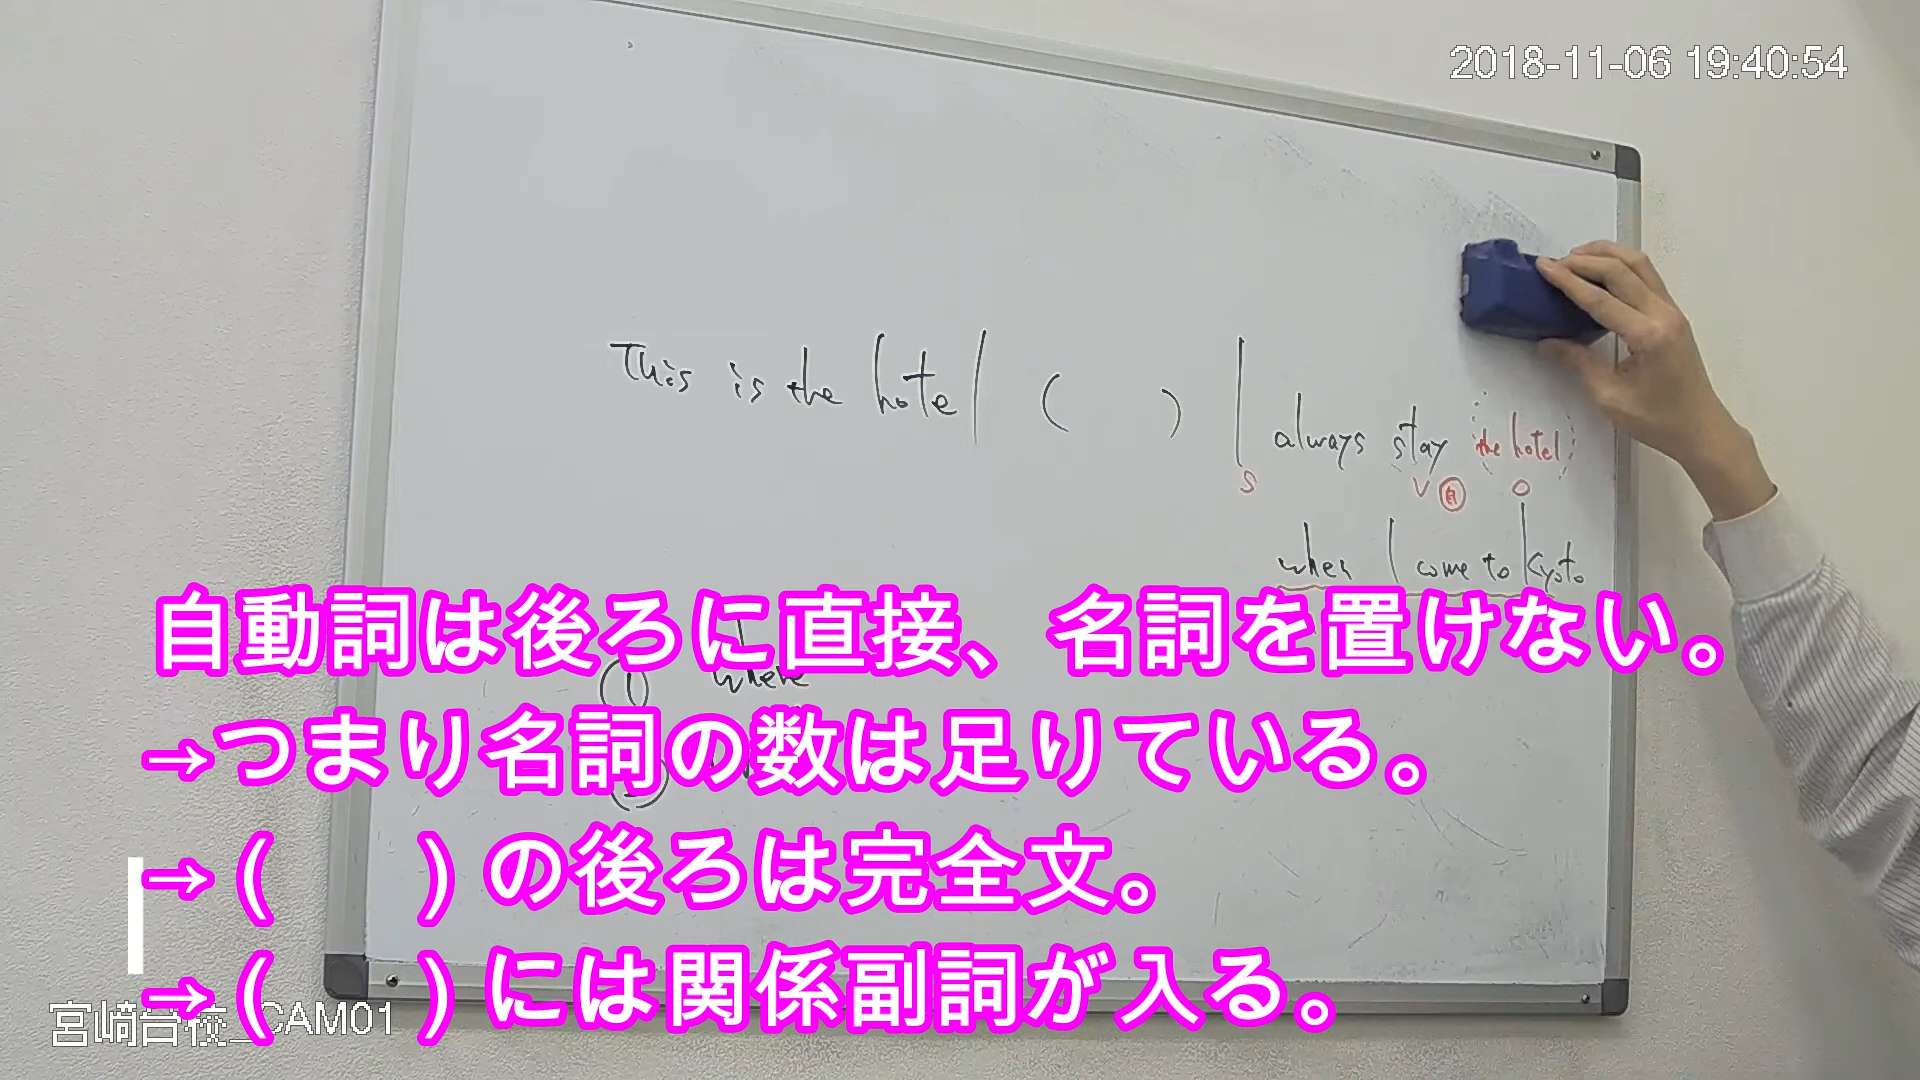 2018-11-06 19:40:54
This is the hotel ( ) I always stay the hotel
S V 自 O
when I come to Kyoto
自動詞は後ろに直接、名詞を置けない。
① where
→つまり名詞の数は足りている。
②
→( )の後ろは完全文。
→( )には関係副詞が入る。
宮崎台校_CAM01